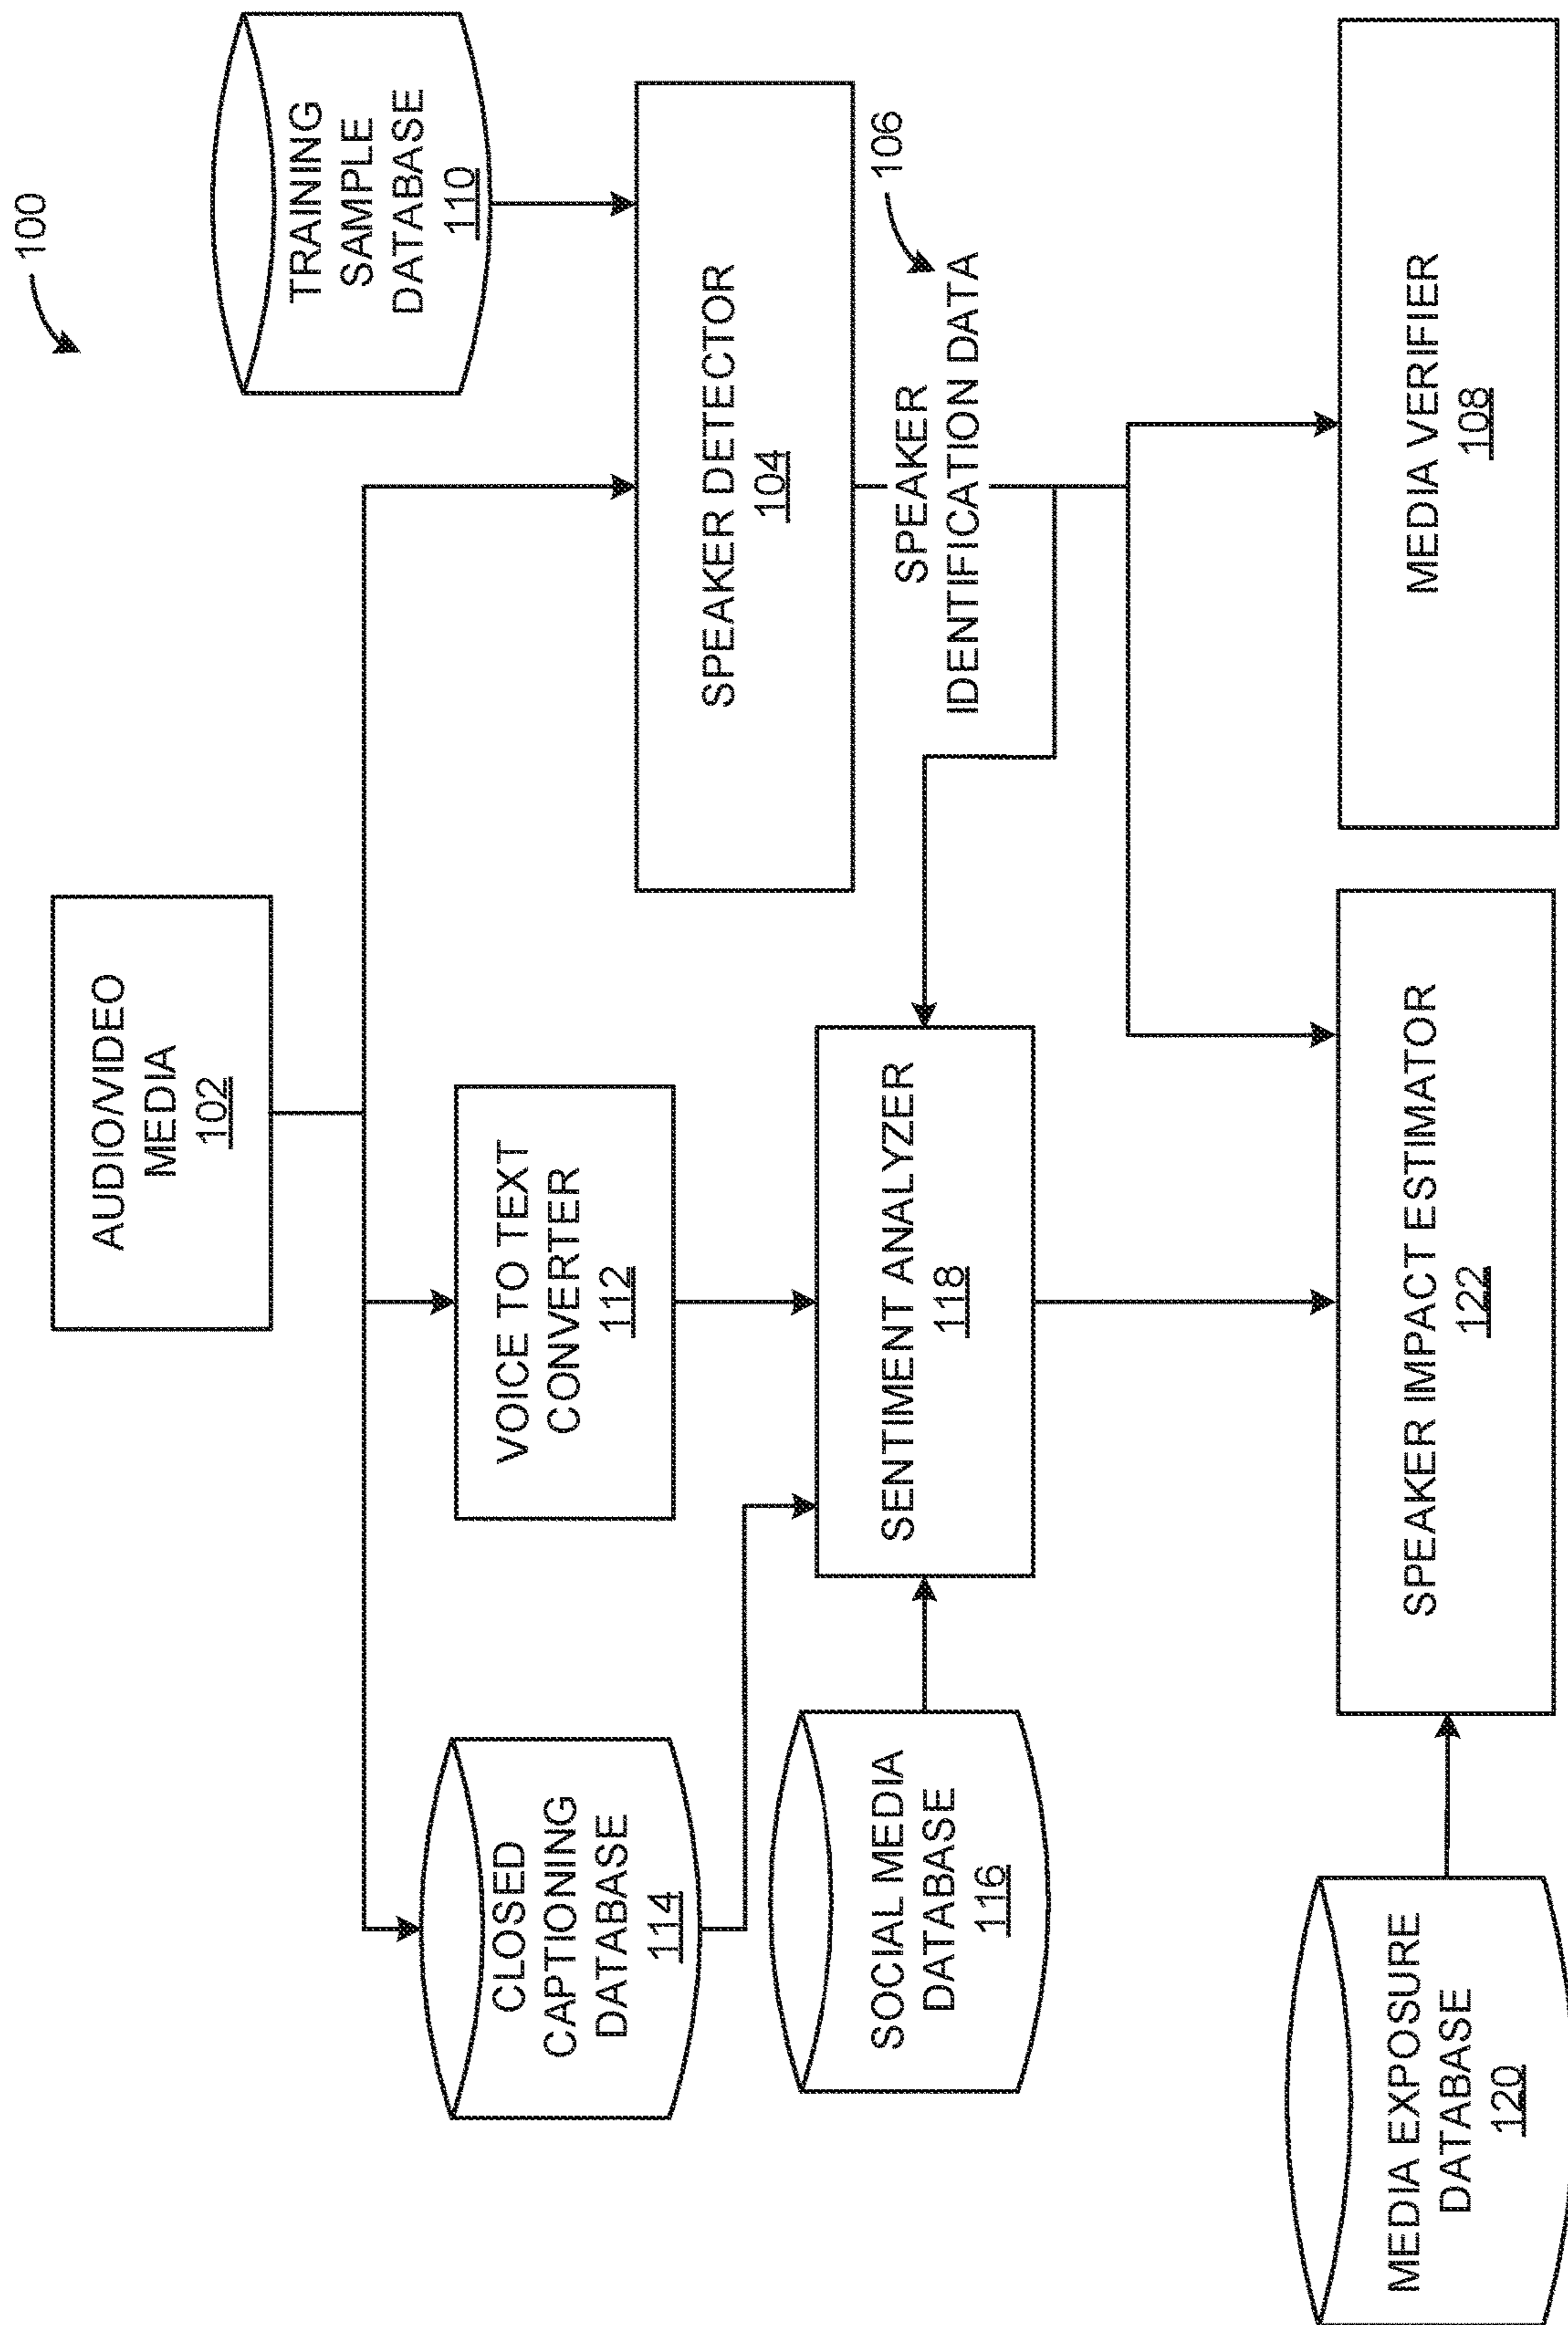 100
AUDIO/VIDEO
MEDIA
102
TRAINING
SAMPLE
DATABASE
110
CLOSED
CAPTIONING
DATABASE
114
VOICE TO TEXT
CONVERTER
112
SPEAKER DETECTOR
104
SOCIAL MEDIA
DATABASE
116
SENTIMENT ANALYZER
118
SPEAKER
IDENTIFICATION DATA
106
MEDIA EXPOSURE
DATABASE
120
SPEAKER IMPACT ESTIMATOR
122
MEDIA VERIFIER
108